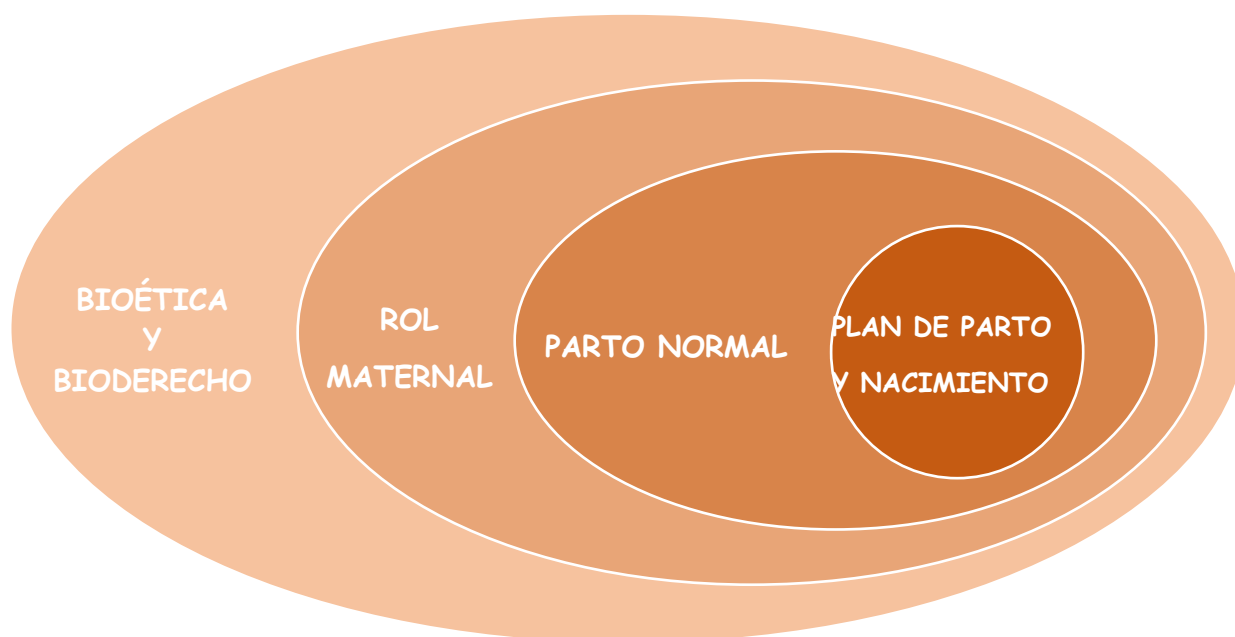 BIOÉTICA
Y
BIODERECHO
ROL
MATERNAL
PARTO NORMAL
PLAN DE PARTO
Y NACIMIENTO